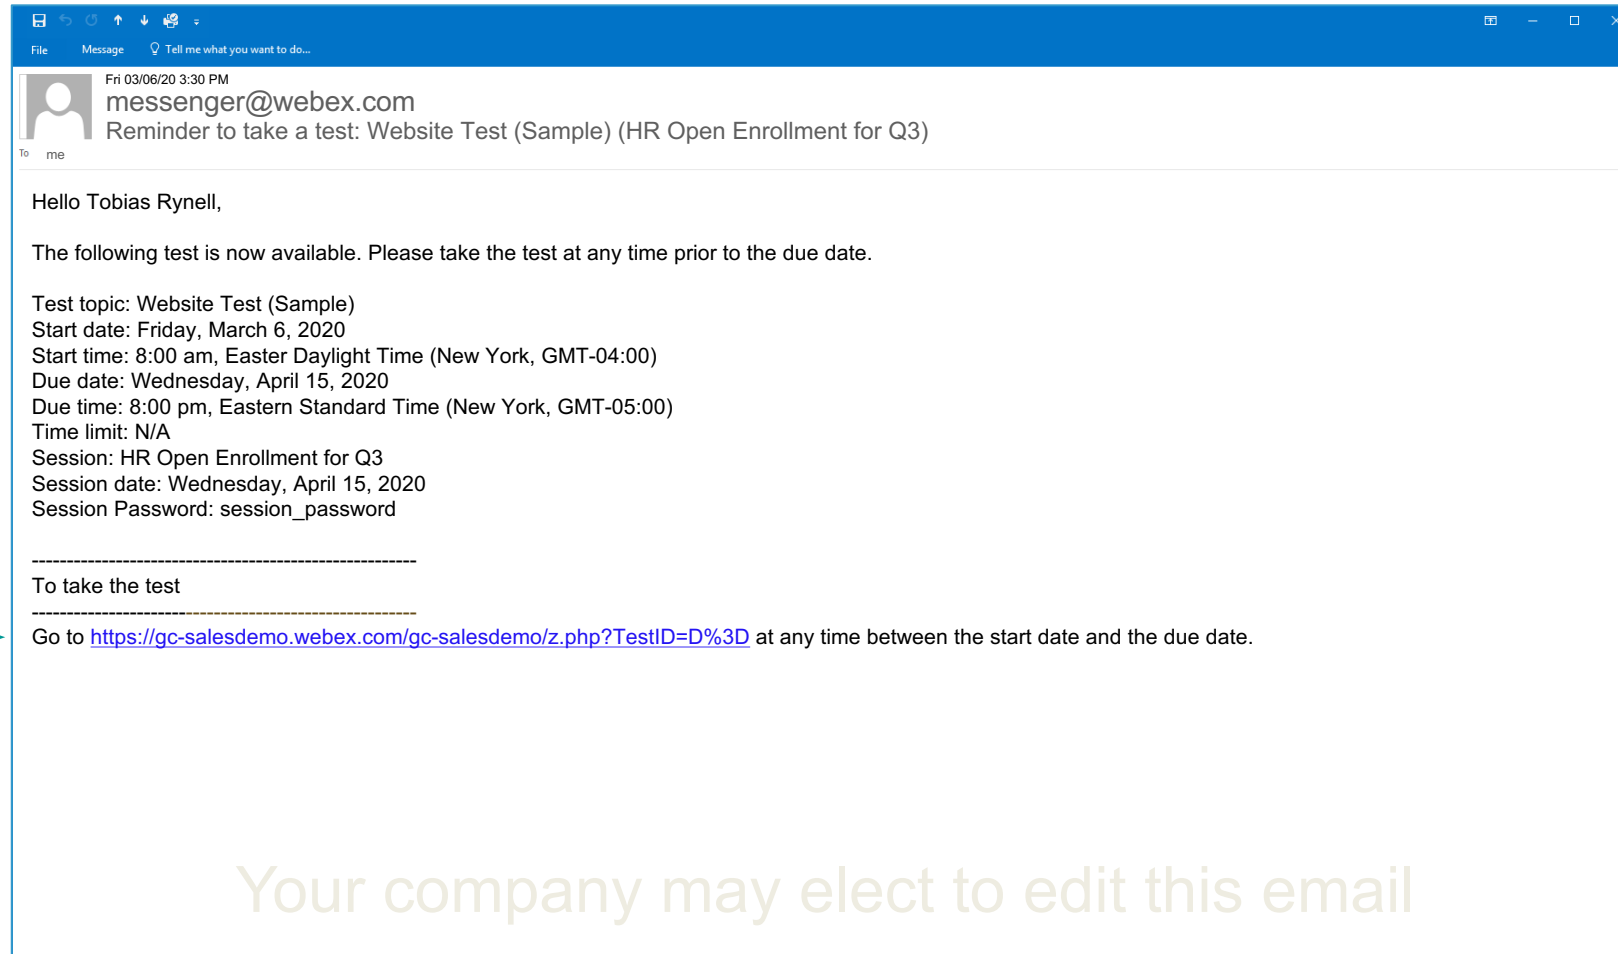 File Message Tell me what you want to do...
Fri 03/06/20 3:30 PM
messenger@webex.com
Reminder to take a test: Website Test (Sample) (HR Open Enrollment for Q3)
To me
Hello Tobias Rynell,
The following test is now available. Please take the test at any time prior to the due date.
Test topic: Website Test (Sample)
Start date: Friday, March 6, 2020
Start time: 8:00 am, Easter Daylight Time (New York, GMT-04:00)
Due date: Wednesday, April 15, 2020
Due time: 8:00 pm, Eastern Standard Time (New York, GMT-05:00)
Time limit: N/A
Session: HR Open Enrollment for Q3
Session date: Wednesday, April 15, 2020
Session Password: session_password
-------------------------------------------------------
To take the test
-------------------------------------------------------
Go to https://gc-salesdemo.webex.com/gc-salesdemo/z.php?TestID=D%3D at any time between the start date and the due date.
Your company may elect to edit this email